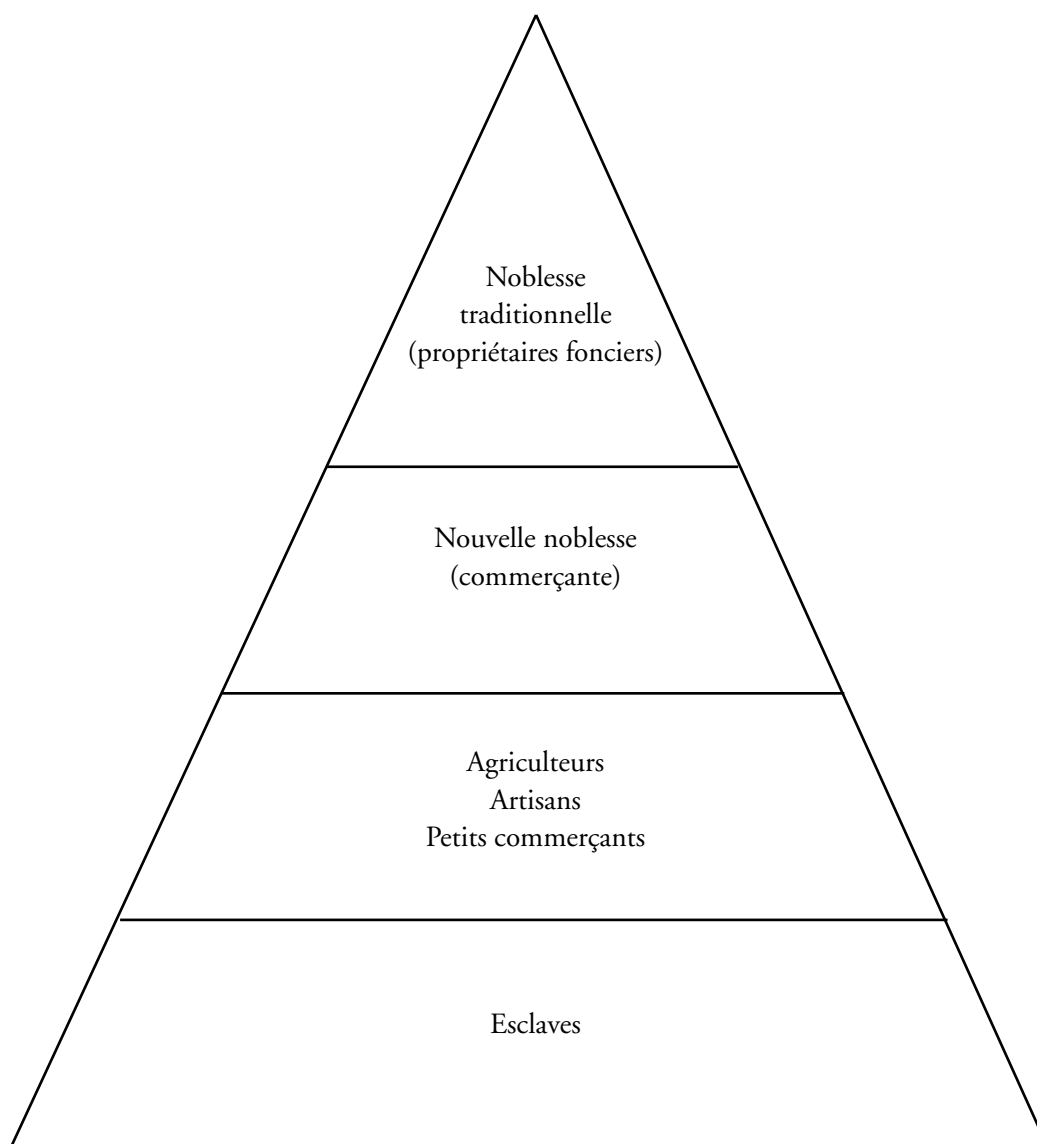 Noblesse
traditionnelle
(propriétaires fonciers)
Nouvelle noblesse
(commerçante)
Agriculteurs
Artisans
Petits commerçants
Esclaves